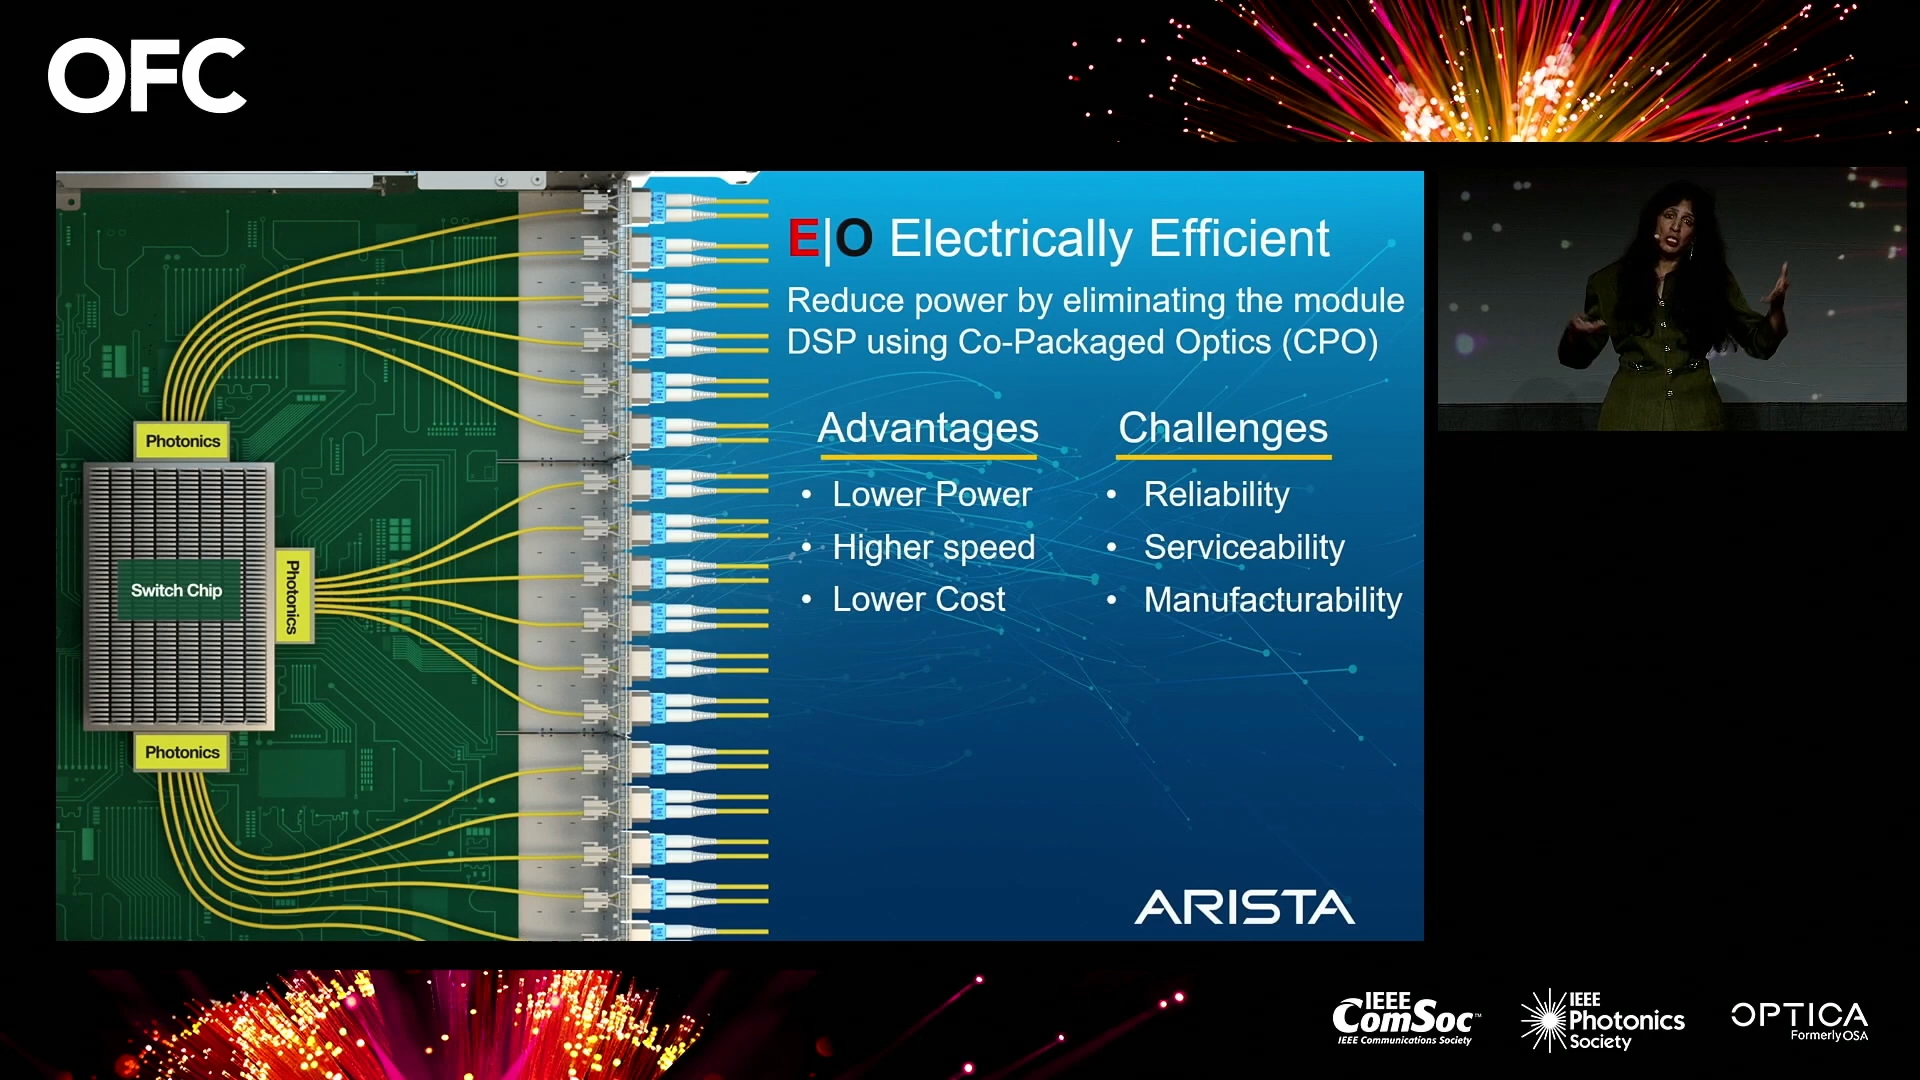 OFC
E|O Electrically Efficient
Reduce power by eliminating the module
DSP using Co-Packaged Optics (CPO)
Advantages
• Lower Power
• Higher speed
• Lower Cost
Challenges
• Reliability
• Serviceability
• Manufacturability
Photonics
Switch Chip
Photonics
Photonics
ARISTA
IEEE
ComSoc™
IEEE Communications Society
IEEE
Photonics
Society
OPTICA
Formerly OSA